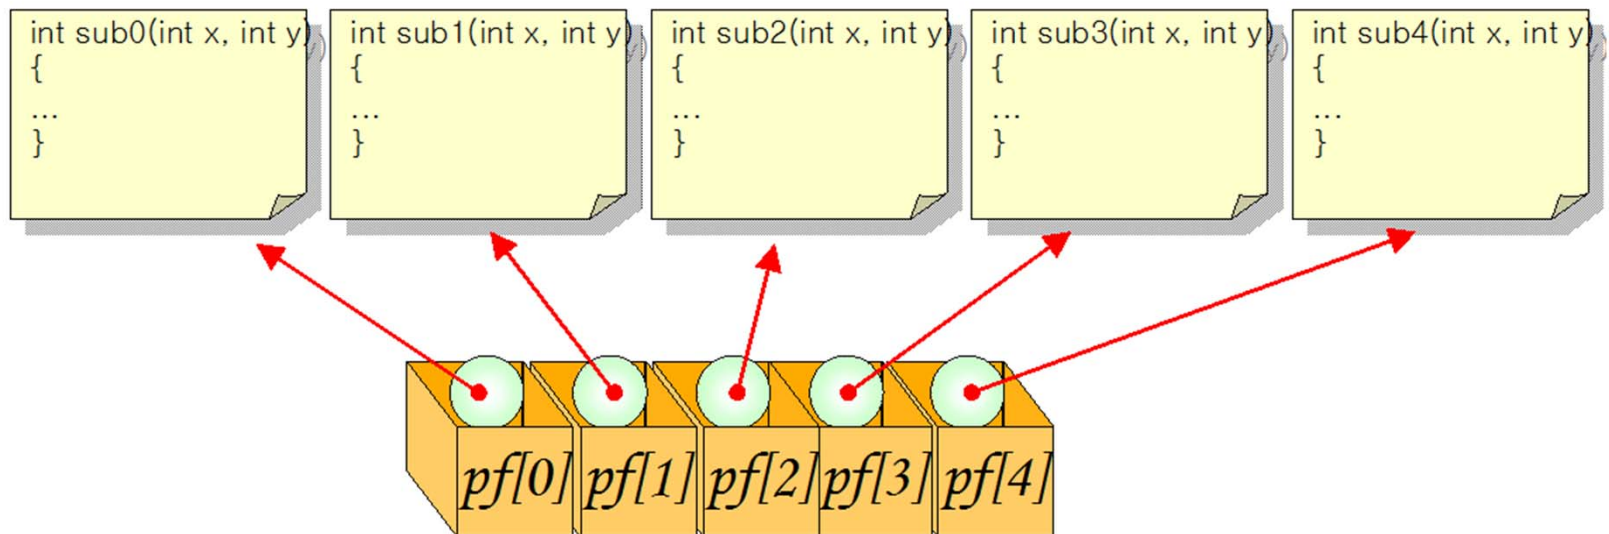 int sub0(int x, int y)
{
...
}
int sub1(int x, int y)
{
...
}
int sub2(int x, int y)
{
...
}
int sub3(int x, int y)
{
...
}
int sub4(int x, int y)
{
...
}
pf[0] pf[1] pf[2] pf[3] pf[4]